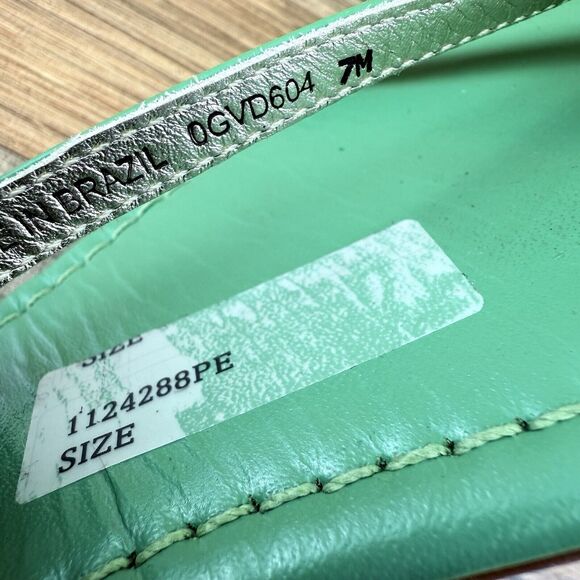 IN BRAZIL 0GVD604 7M
SIZE
1124288PE
SIZE